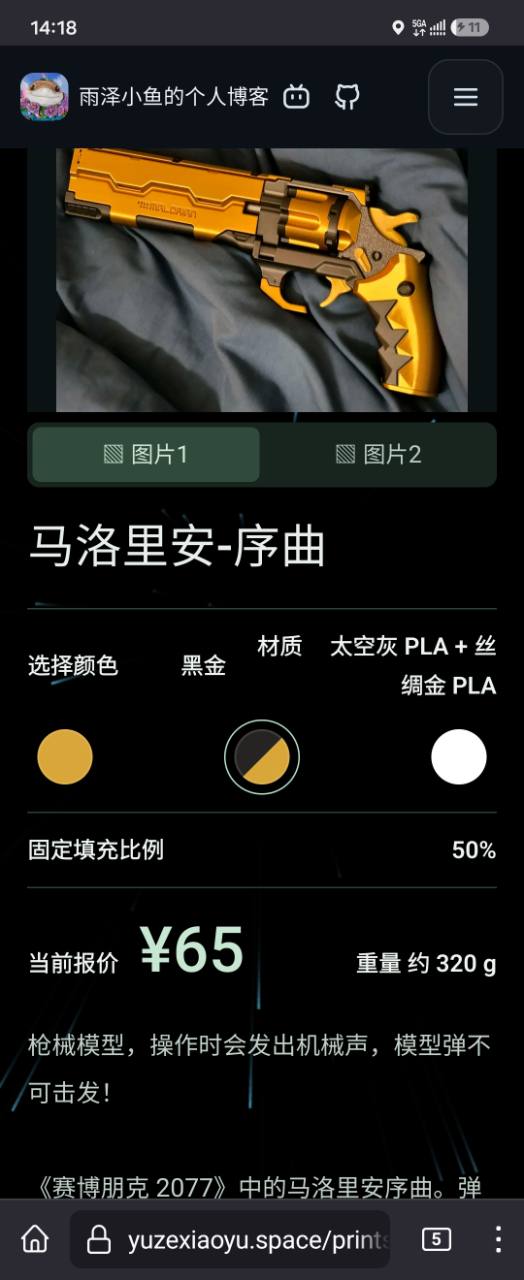 14:18
5GA
11
雨泽小鱼的个人博客
图片1
图片2
马洛里安-序曲
选择颜色
黑金
材质
太空灰 PLA + 丝
绸金 PLA
固定填充比例
50%
当前报价
¥65
重量 约 320 g
枪械模型，操作时会发出机械声，模型弹不
可击发！
《赛博朋克 2077》中的马洛里安序曲。弹
yuzexiaoyu.space/prints
5